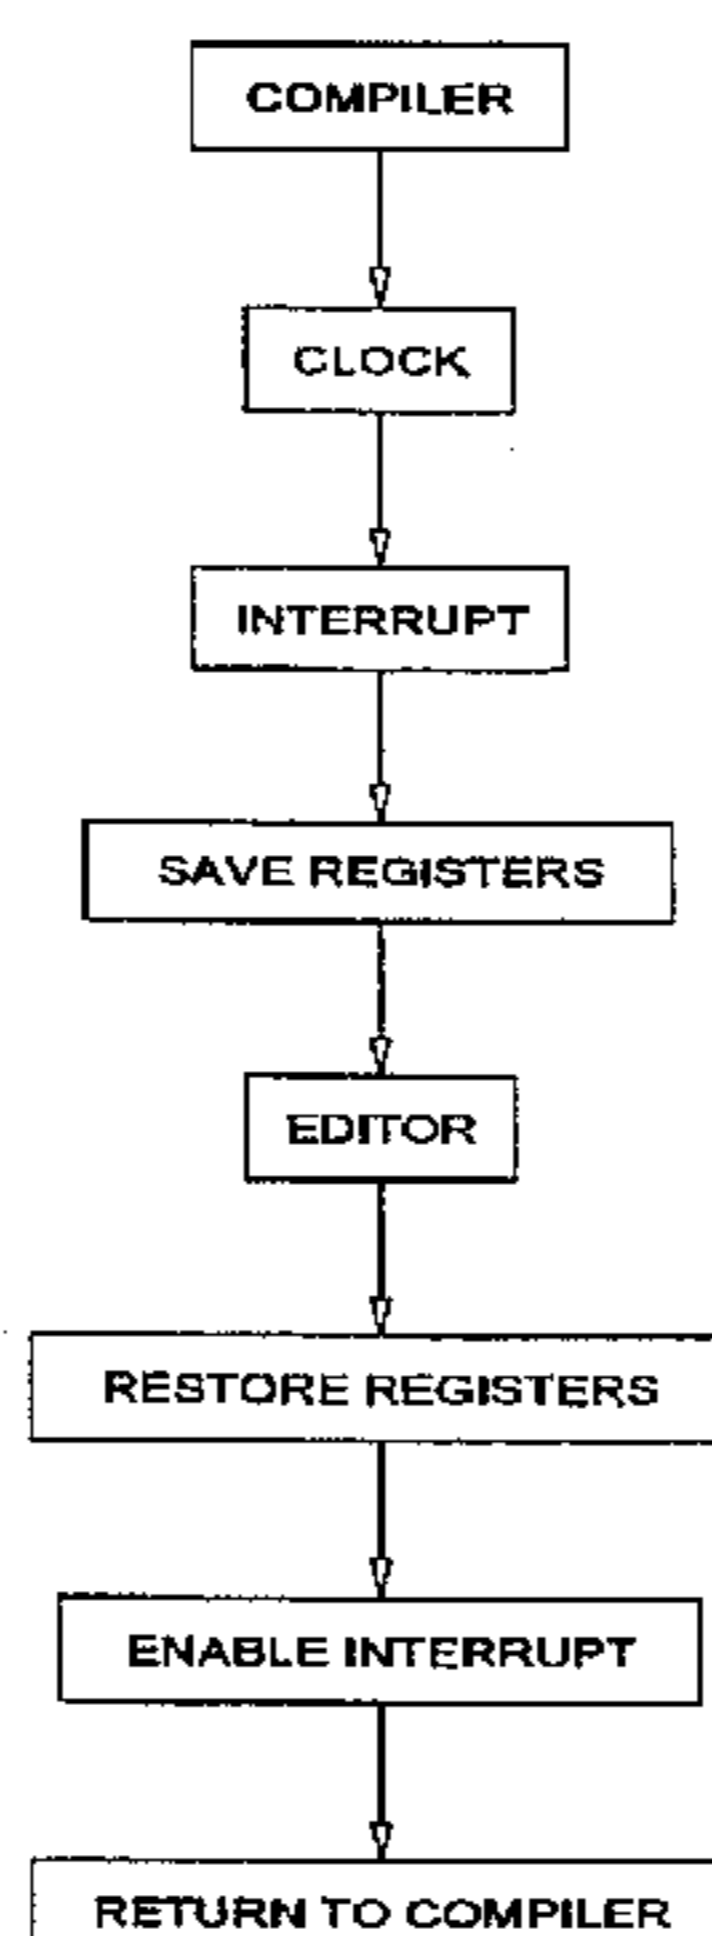 COMPILER
CLOCK
INTERRUPT
SAVE REGISTERS
EDITOR
RESTORE REGISTERS
ENABLE INTERRUPT
RETURN TO COMPILER